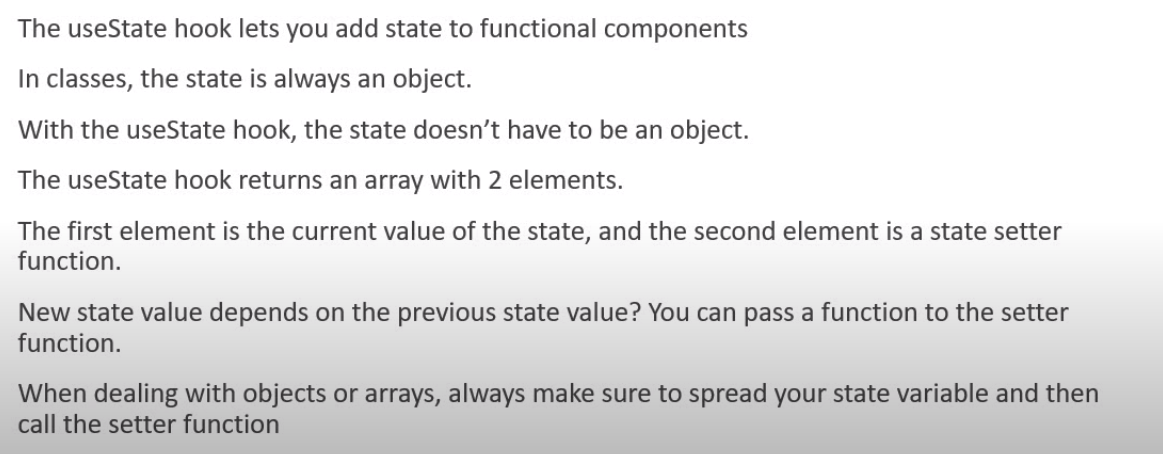 The useState hook lets you add state to functional components
In classes, the state is always an object.
With the useState hook, the state doesn’t have to be an object.
The useState hook returns an array with 2 elements.
The first element is the current value of the state, and the second element is a state setter
function.
New state value depends on the previous state value? You can pass a function to the setter
function.
When dealing with objects or arrays, always make sure to spread your state variable and then
call the setter function